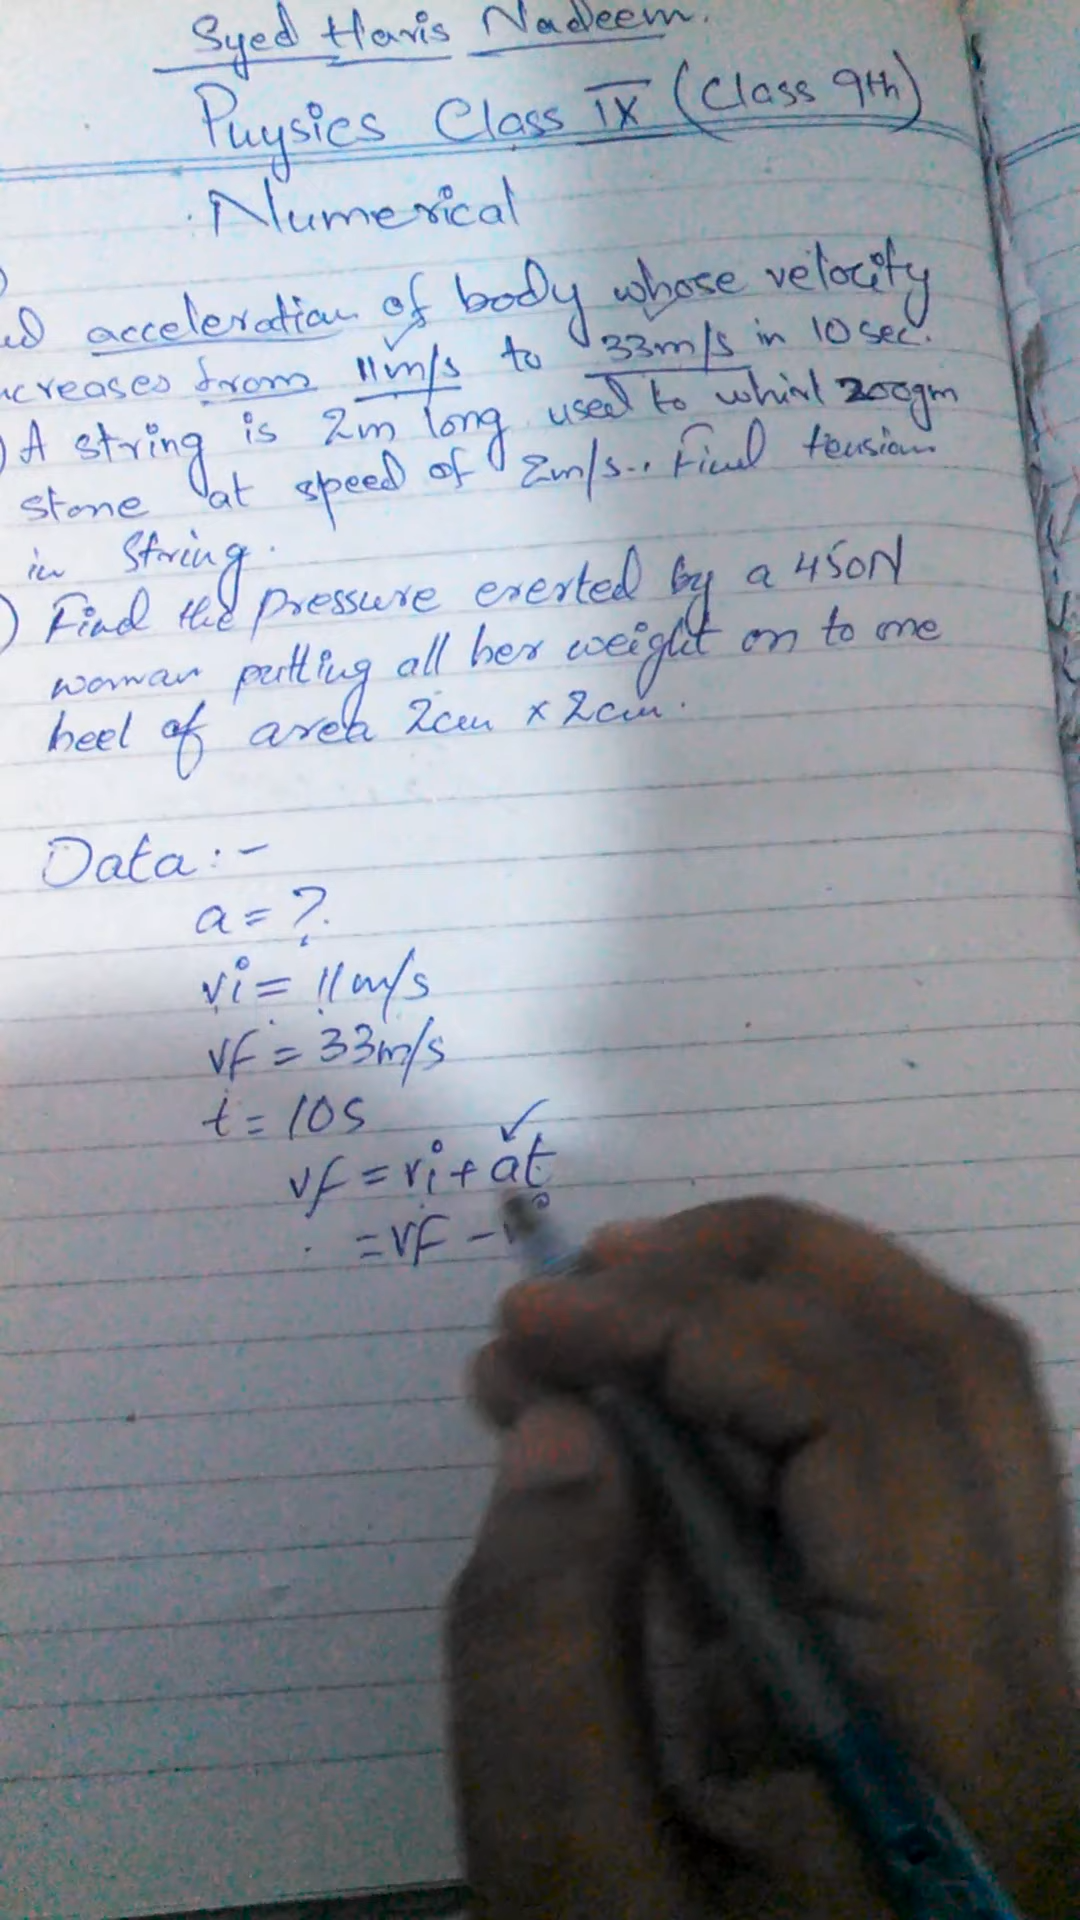 Syed Haris Nadeem.
Puysics Class IX (Class 9th)
Numerical
acceleration of body whose velocity
creases from 11m/s to 33m/s in 10 sec.
) A string is 2m long used to whirl 200gm
stone at speed of 2m/s.. Find tension
in string.
) Find the pressure exerted by a 450N
woman putting all her weight on to one
heel of area 2cm x 2cm.
Data :-
a = ?
vi = 11m/s
vf = 33m/s
t = 10s
vf = vi + at
= vf -